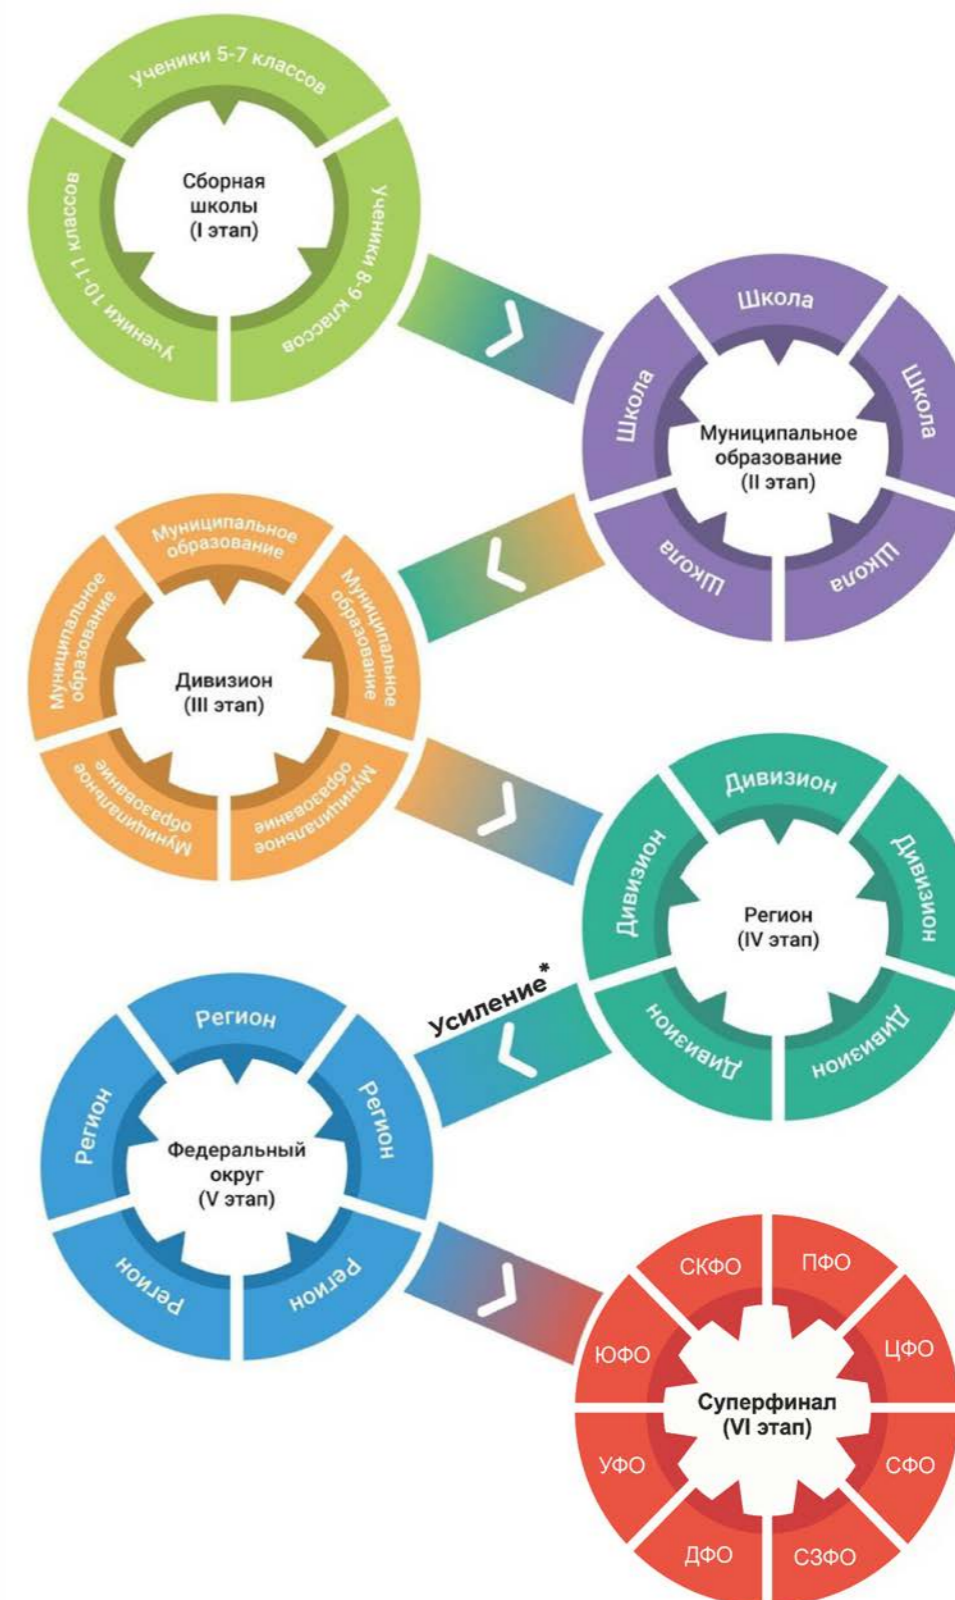 Ученики 5-7 классов
Ученики 10-11 классов
Ученики 8-9 классов
Сборная
школы
(I этап)
Школа
Школа
Школа
Школа
Школа
Муниципальное
образование
(II этап)
Муниципальное
образование
Муниципальное
образование
Муниципальное
образование
Муниципальное
образование
Муниципальное
образование
Дивизион
(III этап)
Дивизион
Дивизион
Дивизион
Дивизион
Дивизион
Регион
(IV этап)
Усиление*
Регион
Регион
Регион
Регион
Регион
Федеральный
округ
(V этап)
СКФО
ПФО
ЮФО
ЦФО
Суперфинал
(VI этап)
УФО
СФО
ДФО
СЗФО